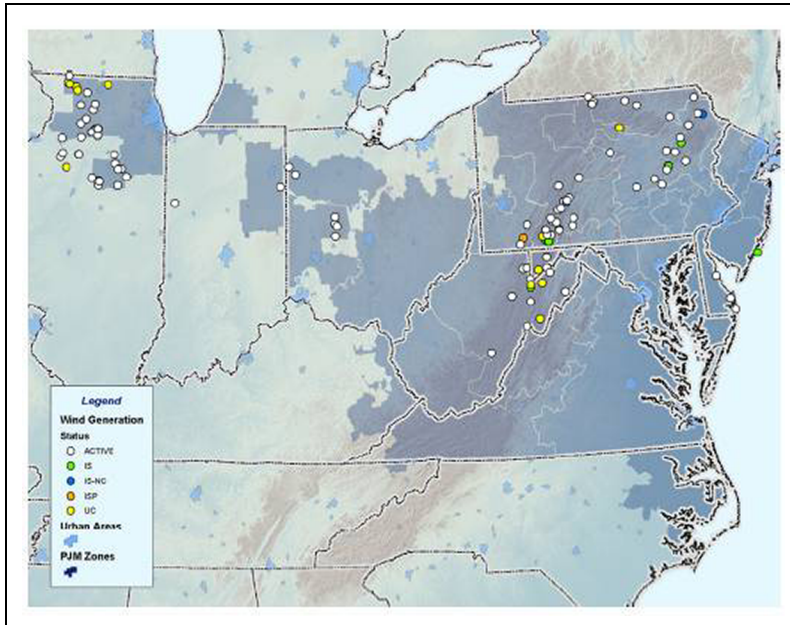 Legend
Wind Generation
Status
ACTIVE
IS
IS-NC
ISP
UC
Urban Areas
PJM Zones